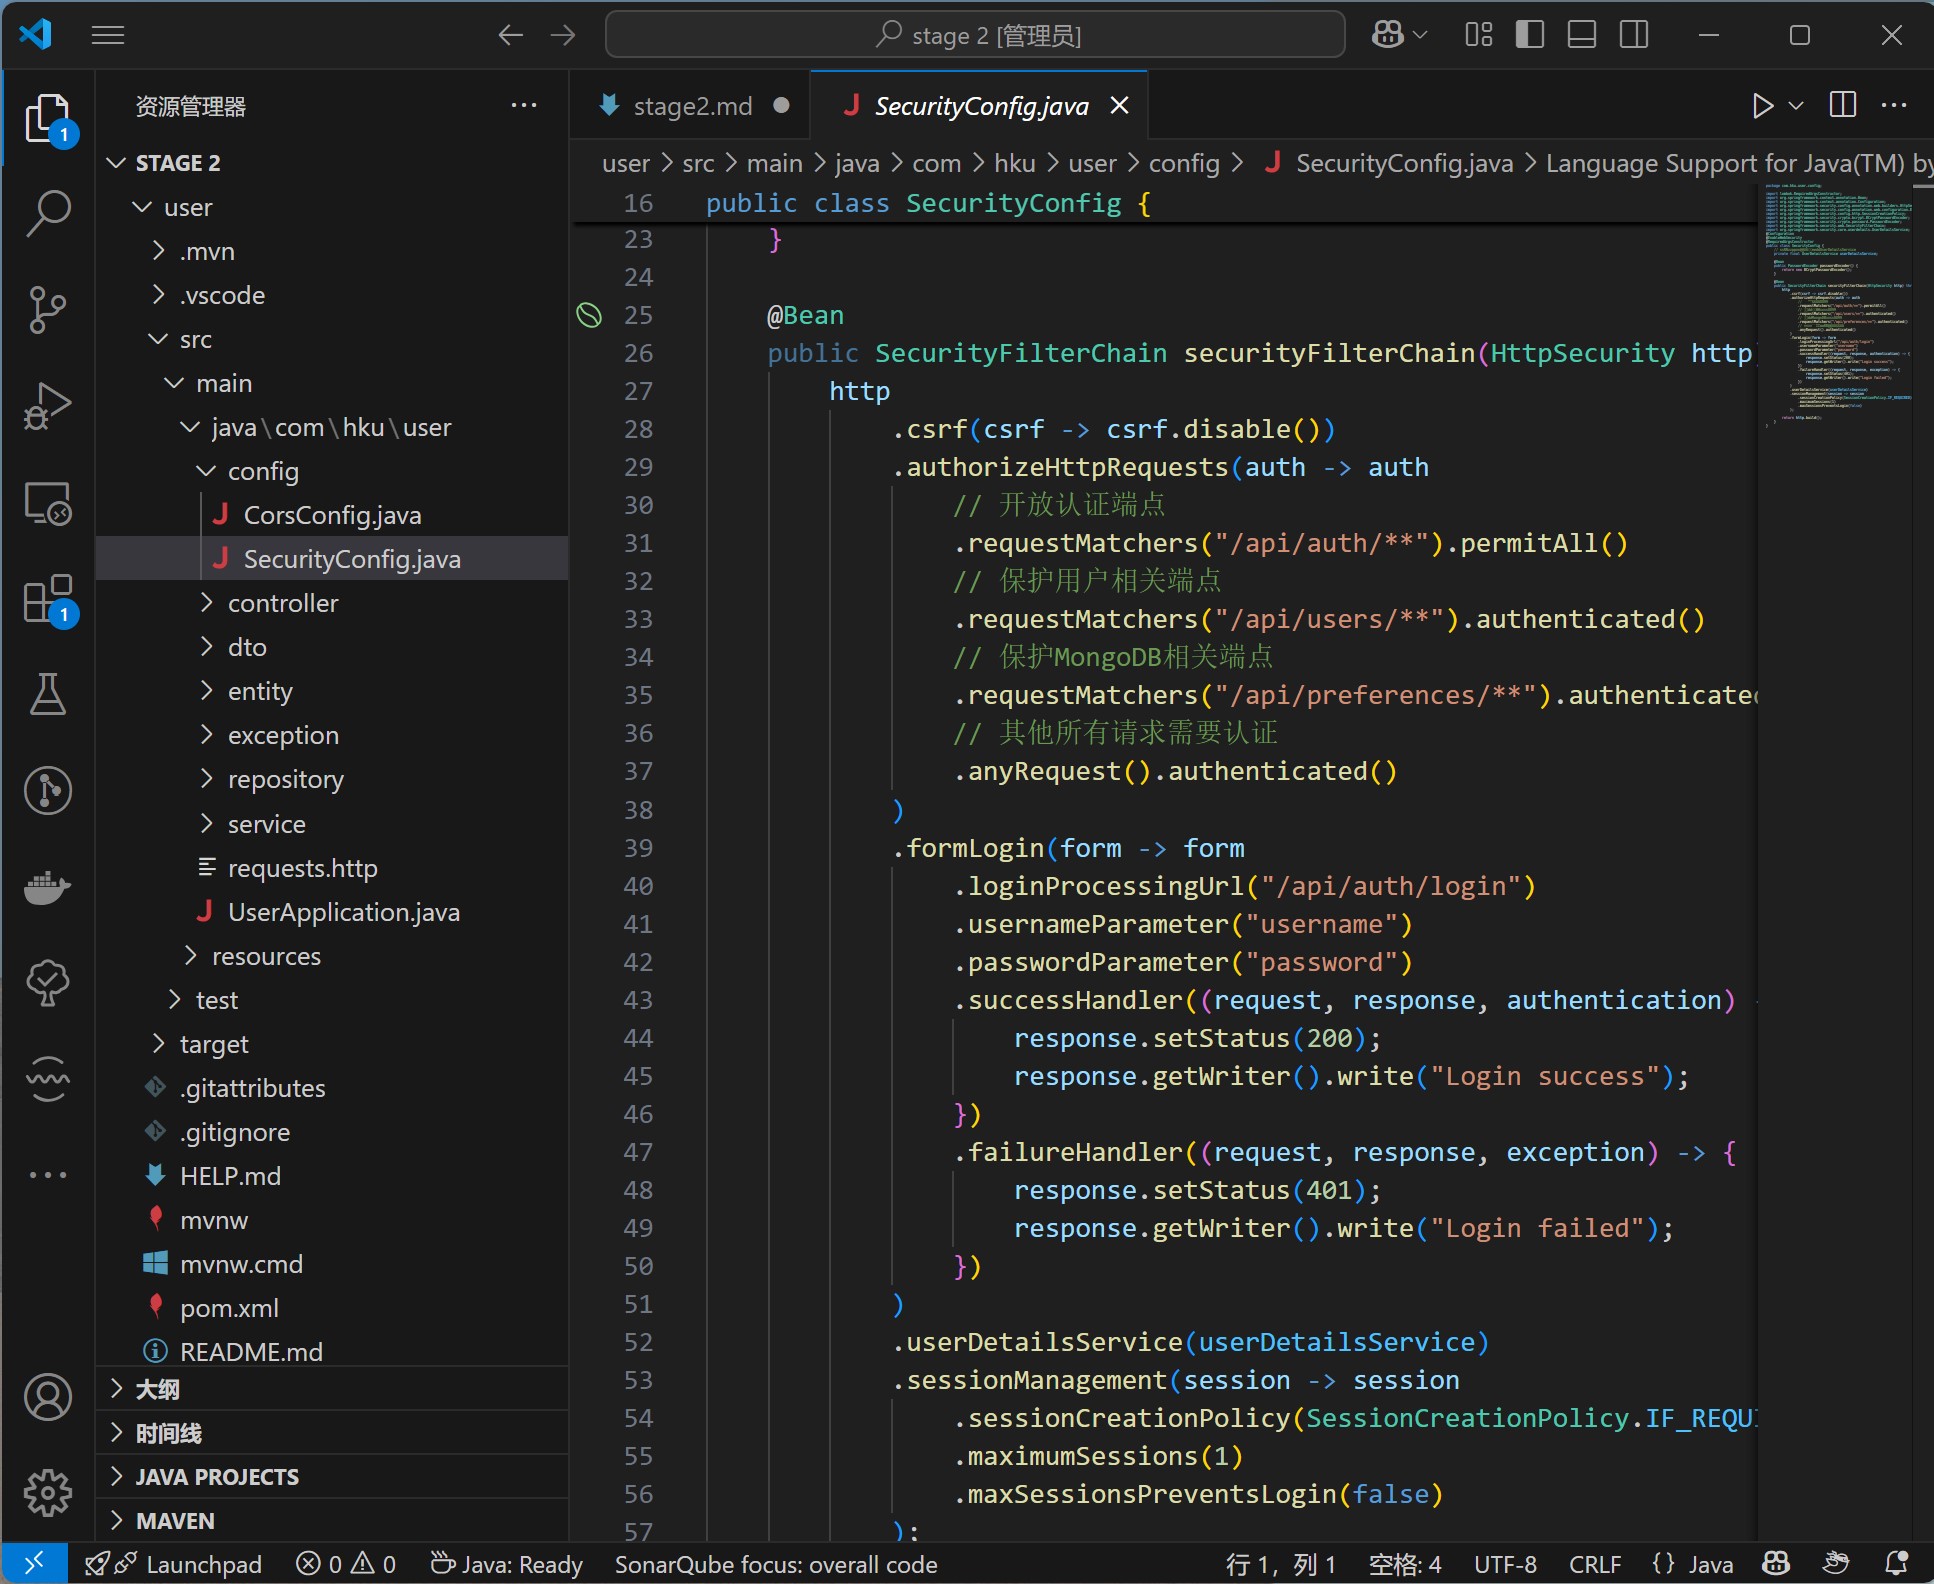 stage 2 [管理员]
资源管理器
stage2.md
SecurityConfig.java
user > src > main > java > com > hku > user > config > SecurityConfig.java > Language Support for Java(TM) by
STAGE 2
user
.mvn
.vscode
src
main
java\com\hku\user
config
CorsConfig.java
SecurityConfig.java
controller
dto
entity
exception
repository
service
requests.http
UserApplication.java
resources
test
target
.gitattributes
.gitignore
HELP.md
mvnw
mvnw.cmd
pom.xml
README.md
大纲
时间线
JAVA PROJECTS
MAVEN
1
1
16 public class SecurityConfig {
23 }
24
25 @Bean
26 public SecurityFilterChain securityFilterChain(HttpSecurity http)
27 http
28 .csrf(csrf -> csrf.disable())
29 .authorizeHttpRequests(auth -> auth
30 // 开放认证端点
31 .requestMatchers("/api/auth/**").permitAll()
32 // 保护用户相关端点
33 .requestMatchers("/api/users/**").authenticated()
34 // 保护MongoDB相关端点
35 .requestMatchers("/api/preferences/**").authenticated
36 // 其他所有请求需要认证
37 .anyRequest().authenticated()
38 )
39 .formLogin(form -> form
40 .loginProcessingUrl("/api/auth/login")
41 .usernameParameter("username")
42 .passwordParameter("password")
43 .successHandler((request, response, authentication) -
44 response.setStatus(200);
45 response.getWriter().write("Login success");
46 })
47 .failureHandler((request, response, exception) -> {
48 response.setStatus(401);
49 response.getWriter().write("Login failed");
50 })
51 )
52 .userDetailsService(userDetailsService)
53 .sessionManagement(session -> session
54 .sessionCreationPolicy(SessionCreationPolicy.IF_REQUI
55 .maximumSessions(1)
56 .maxSessionsPreventsLogin(false)
57 );
Launchpad 0 0 Java: Ready SonarQube focus: overall code 行 1，列 1 空格: 4 UTF-8 CRLF {} Java